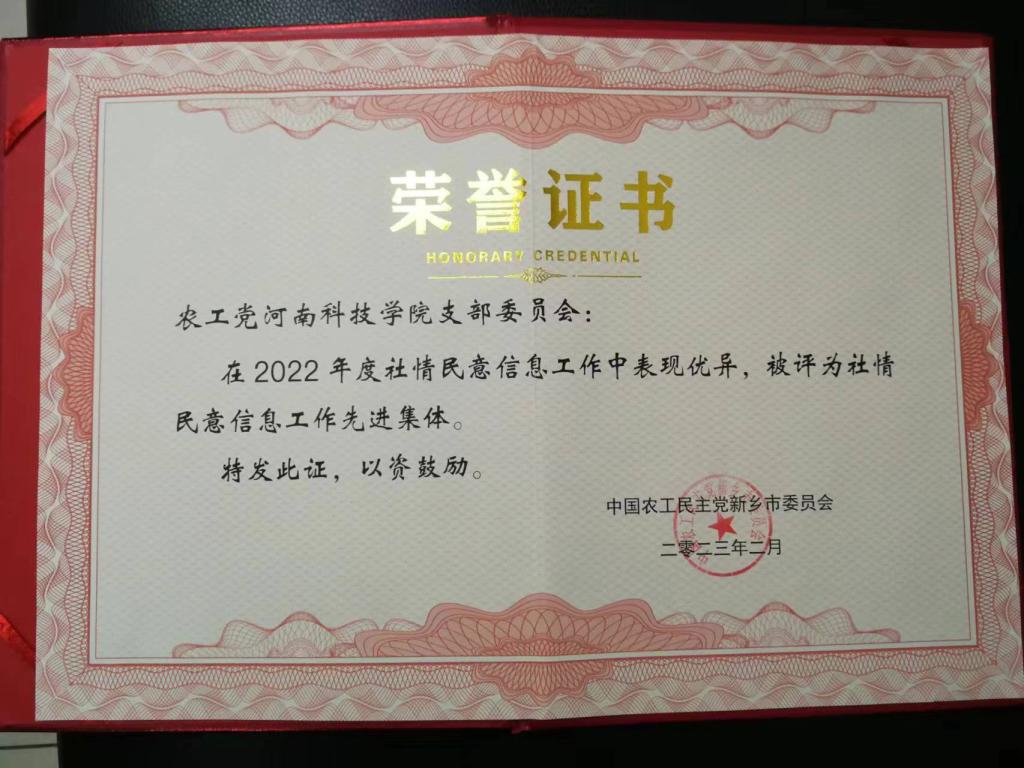 荣誉证书
HONORARY CREDENTIAL
农工党河南科技学院支部委员会：
在2022年度社情民意信息工作中表现优异，被评为社情
民意信息工作先进集体。
特发此证，以资鼓励。
中国农工民主党新乡市委员会
二零二三年二月